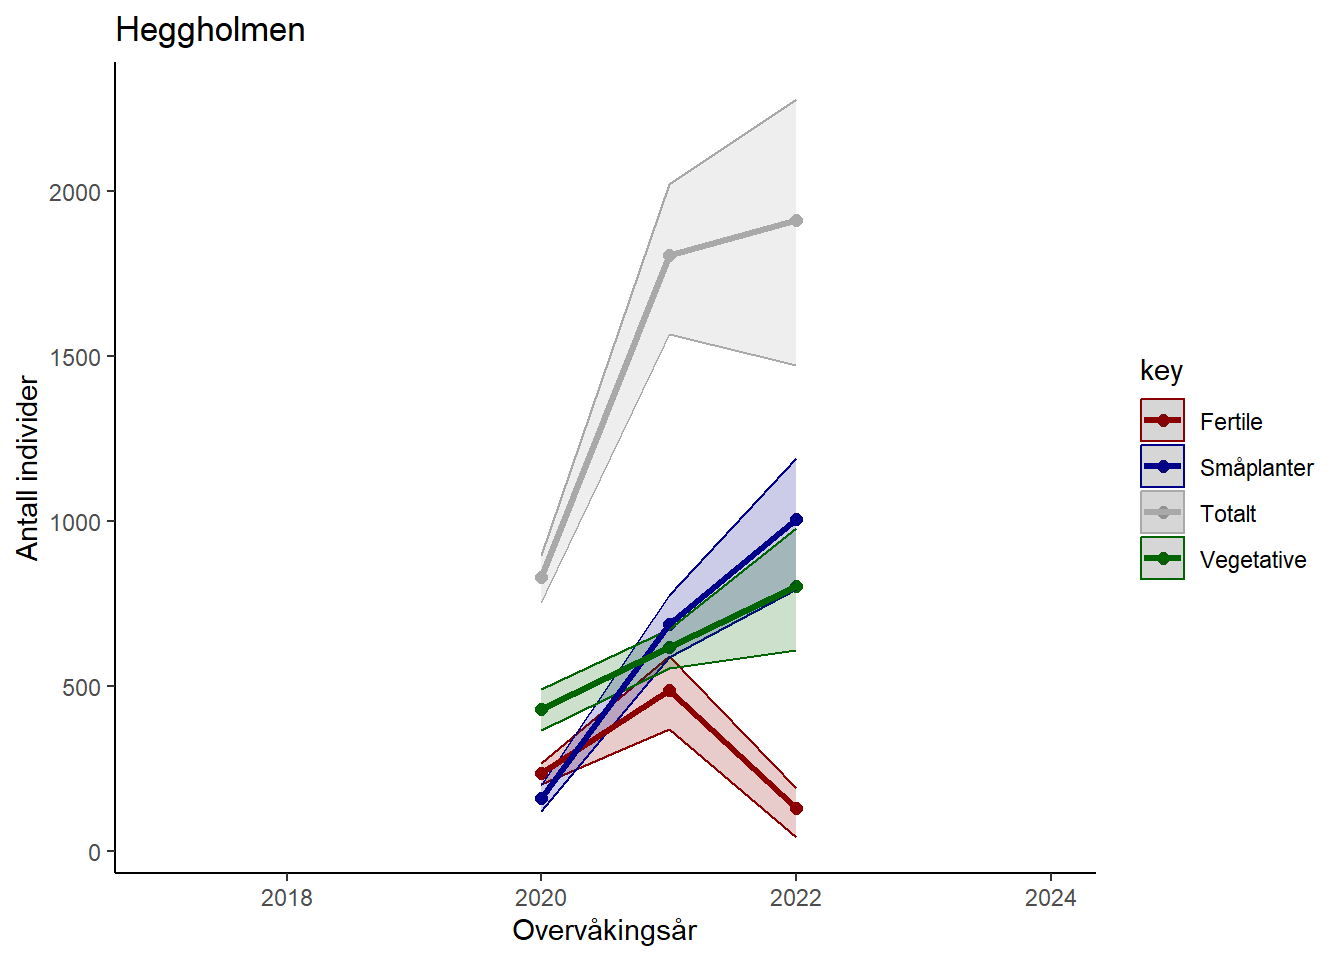 Heggholmen
Antall individer
2000
1500
1000
500
0
2018
2020
2022
2024
Overvåkingsår
key
Fertile
Småplanter
Totalt
Vegetative